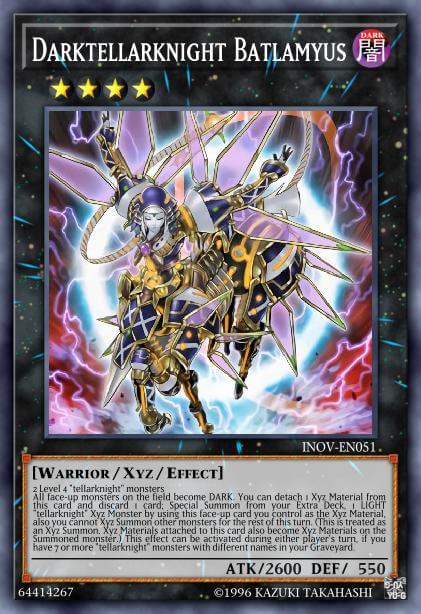 DARKTELLARKNIGHT BATLAMYUS
DARK
闇
INOV-EN051
[WARRIOR / XYZ / EFFECT]
2 Level 4 "tellarknight" monsters
All face-up monsters on the field become DARK. You can detach 1 Xyz Material from
this card and discard 1 card; Special Summon from your Extra Deck, 1 LIGHT
"tellarknight" Xyz Monster by using this face-up card you control as the Xyz Material,
also you cannot Xyz Summon other monsters for the rest of this turn. (This is treated as
an Xyz Summon. Xyz Materials attached to this card also become Xyz Materials on the
Summoned monster.) This effect can be activated during either player's turn, if you
have 7 or more "tellarknight" monsters with different names in your Graveyard.
ATK/2600 DEF/ 550
64414267
©1996 KAZUKI TAKAHASHI